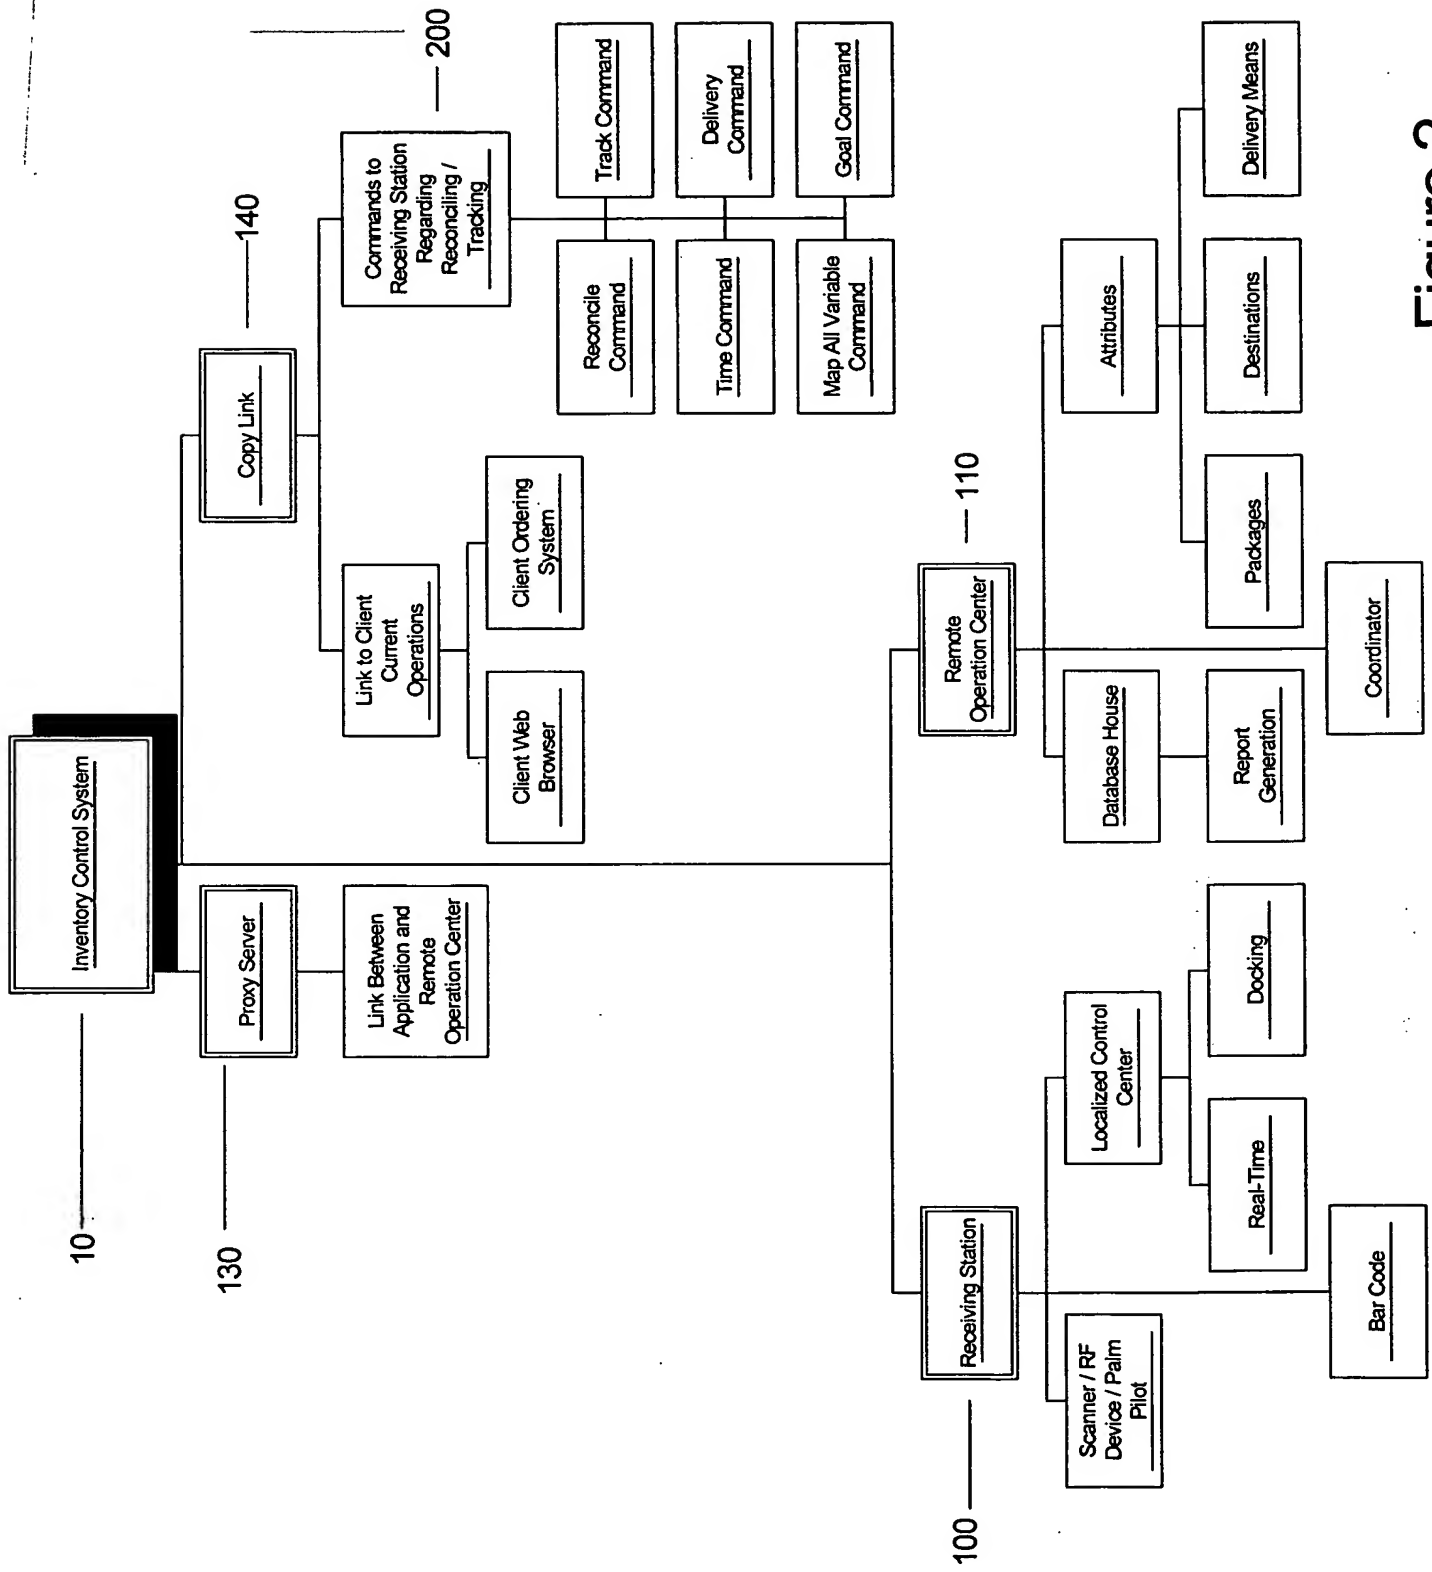 10
Inventory Control System
130
Proxy Server
Link Between
Application and
Remote
Operation Center
Copy Link
140
Link to Client
Current
Operations
Client Web
Browser
Client Ordering
System
Commands to
Receiving Station
Regarding
Reconciling /
Tracking
200
Reconcile
Command
Track Command
Time Command
Delivery
Command
Map All Variable
Command
Goal Command
100
Receiving Station
Scanner / RF
Device / Palm
Pilot
Localized Control
Center
Real-Time
Docking
Bar Code
Remote
Operation Center
110
Database House
Report
Generation
Attributes
Packages
Destinations
Delivery Means
Coordinator
Figure